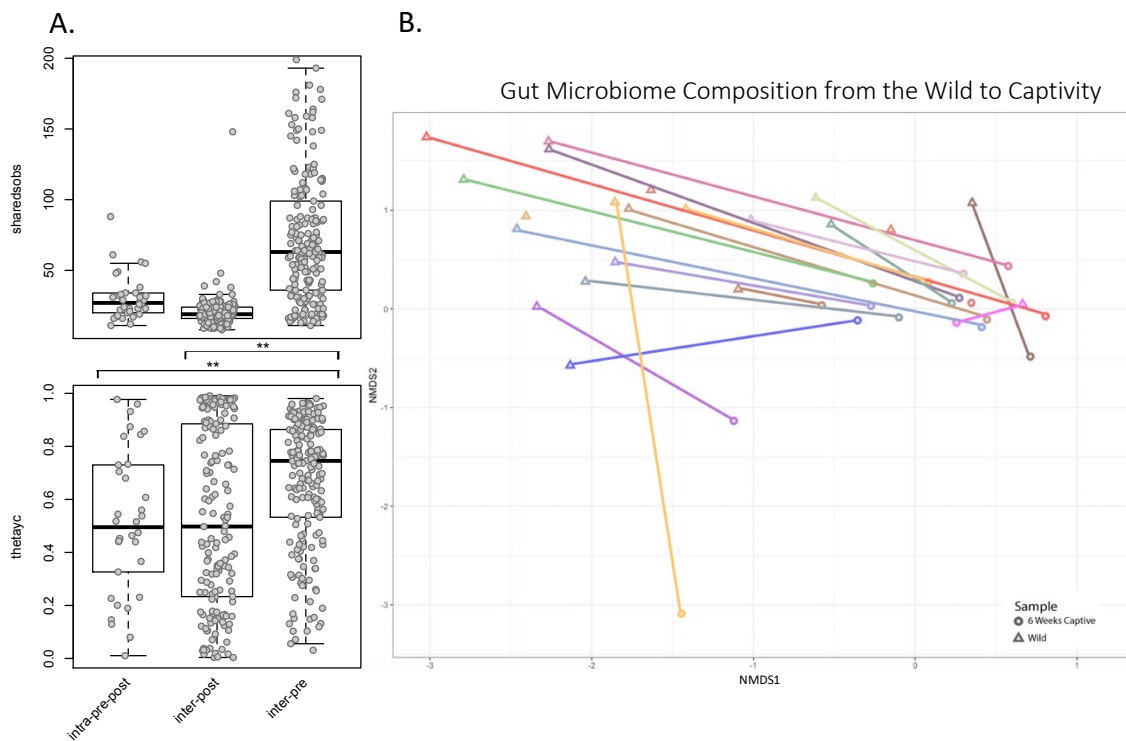 A.
B.
Gut Microbiome Composition from the Wild to Captivity
200
150
100
50
sharedsobs
**
**
1.0
0.8
0.6
0.4
0.2
0.0
thetayc
intra-pre-post
inter-post
inter-pre
1
0
-1
-2
-3
NMDS2
-3
-2
-1
0
1
NMDS1
Sample
6 Weeks Captive
Wild